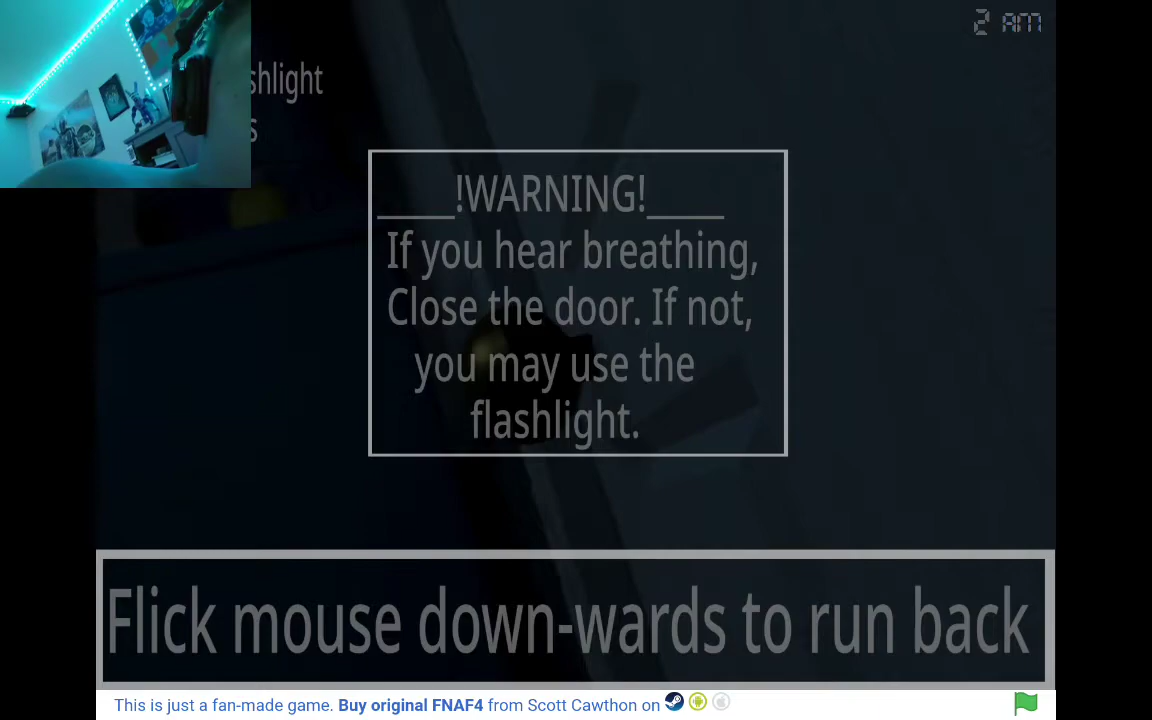 2 AM
shlight
s
____!WARNING!___
If you hear breathing,
Close the door. If not,
you may use the
flashlight.
Flick mouse down-wards to run back
This is just a fan-made game. Buy original FNAF4 from Scott Cawthon on